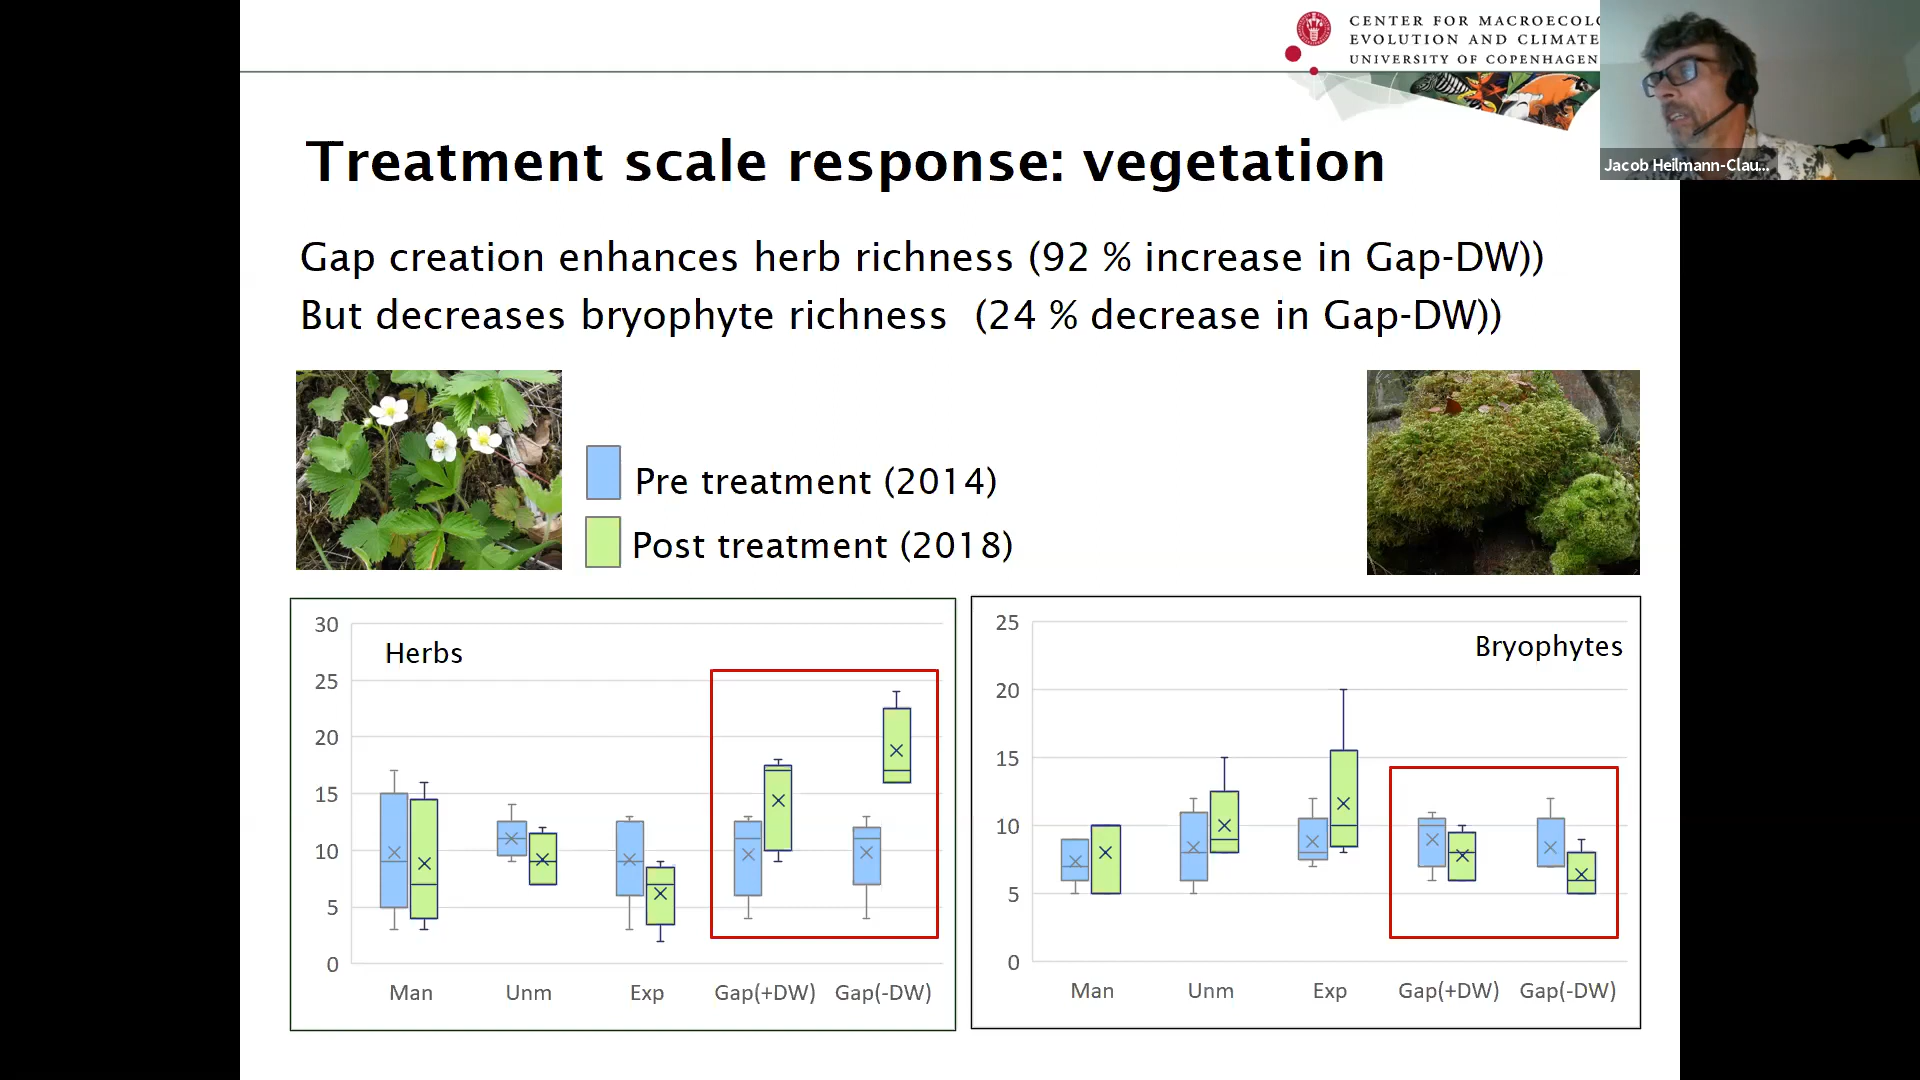 CENTER FOR MACROECOL
EVOLUTION AND CLIMATE
UNIVERSITY OF COPENHAGEN
Jacob Heilmann-Clau...
Treatment scale response: vegetation
Gap creation enhances herb richness (92 % increase in Gap-DW))
But decreases bryophyte richness (24 % decrease in Gap-DW))
Pre treatment (2014)
Post treatment (2018)
Herbs
30
25
20
15
10
5
0
Man Unm Exp Gap(+DW) Gap(-DW)
Bryophytes
25
20
15
10
5
0
Man Unm Exp Gap(+DW) Gap(-DW)